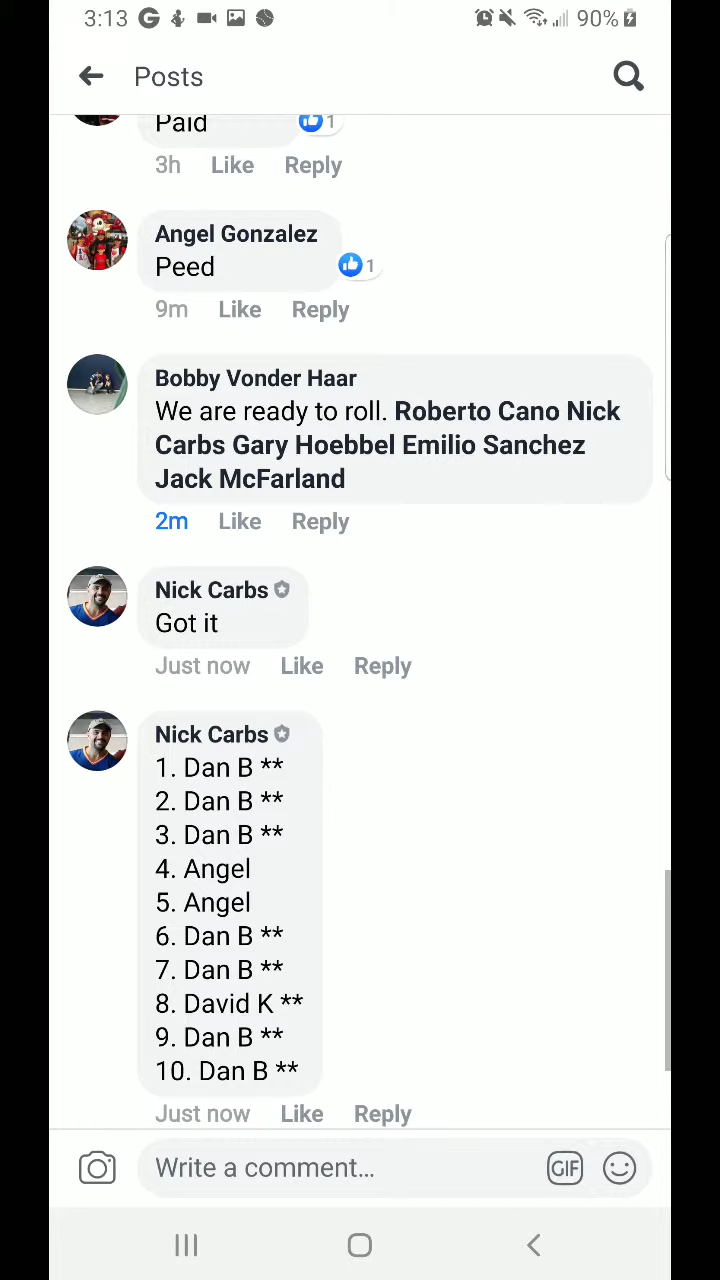 3:13 G 90%
Posts
Paid 1
3h Like Reply
Angel Gonzalez
Peed 1
9m Like Reply
Bobby Vonder Haar
We are ready to roll. Roberto Cano Nick
Carbs Gary Hoebbel Emilio Sanchez
Jack McFarland
2m Like Reply
Nick Carbs
Got it
Just now Like Reply
Nick Carbs
1. Dan B **
2. Dan B **
3. Dan B **
4. Angel
5. Angel
6. Dan B **
7. Dan B **
8. David K **
9. Dan B **
10. Dan B **
Just now Like Reply
Write a comment... GIF